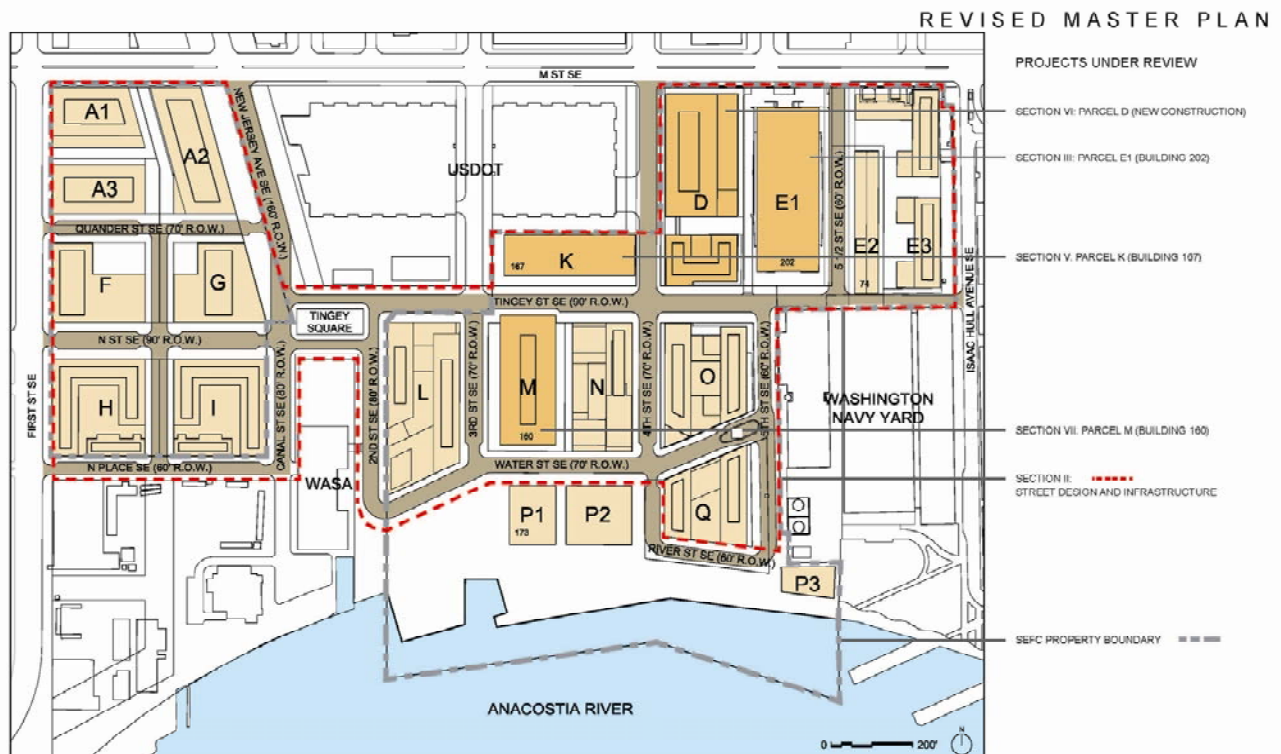 REVISED MASTER PLAN
PROJECTS UNDER REVIEW
M ST SE
SECTION VI: PARCEL D (NEW CONSTRUCTION)
SECTION III: PARCEL E1 (BUILDING 202)
SECTION V. PARCEL K (BUILDING 107)
SECTION VII: PARCEL M (BUILDING 160)
SECTION II:
STREET DESIGN AND INFRASTRUCTURE
SEFC PROPERTY BOUNDARY
A1
A2
A3
NEW JERSEY AVE SE (160' R.O.W.)
USDOT
D
E1
202
5 1/2 ST SE (60' R.O.W.)
E2
74
E3
ISAAC HULL AVENUE SE
QUANDER ST SE (70' R.O.W.)
F
G
167
K
TINGEY ST SE (90' R.O.W.)
TINGEY
SQUARE
N ST SE (90' R.O.W.)
FIRST ST SE
H
I
CANAL ST SE (80' R.O.W.)
2ND ST SE (80' R.O.W.)
L
3RD ST SE (70' R.O.W.)
M
160
N
4TH ST SE (70' R.O.W.)
O
5TH ST SE (60' R.O.W.)
WASHINGTON
NAVY YARD
N PLACE SE (60' R.O.W.)
WASA
WATER ST SE (70' R.O.W.)
P1
173
P2
Q
RIVER ST SE (60' R.O.W.)
P3
ANACOSTIA RIVER
0
200'
N